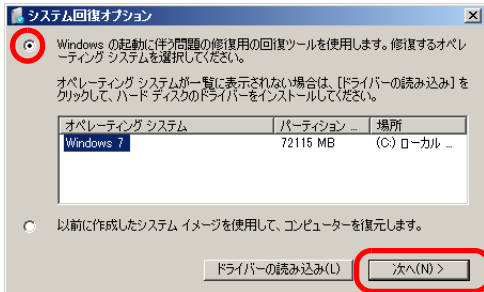 システム回復オプション
Windows の起動に伴う問題の修復用の回復ツールを使用します。修復するオペレ
ーティング システムを選択してください。
オペレーティング システムが一覧に表示されない場合は、[ドライバーの読み込み] を
クリックして、ハード ディスクのドライバーをインストールしてください。
オペレーティング システム パーティション ... 場所
Windows 7 72115 MB (C:) ローカル ...
以前に作成したシステム イメージを使用して、コンピューターを復元します。
ドライバーの読み込み(L) 次へ(N) >